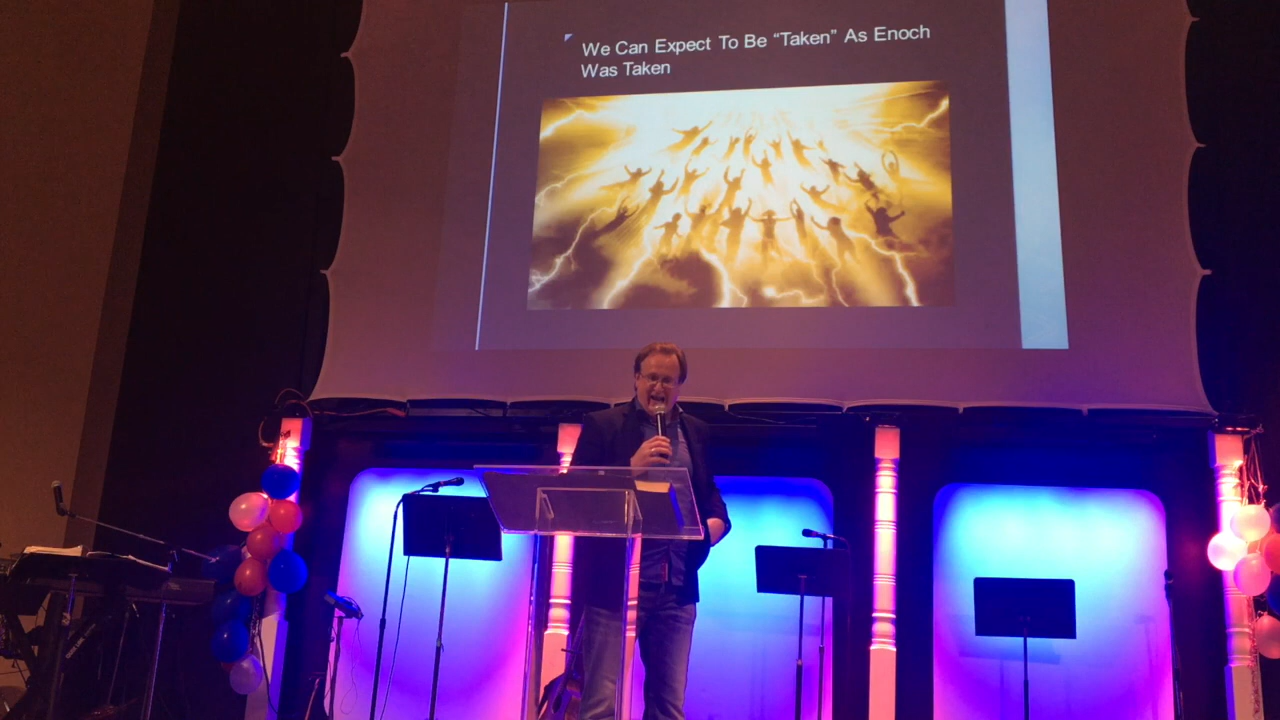 We Can Expect To Be “Taken” As Enoch
Was Taken